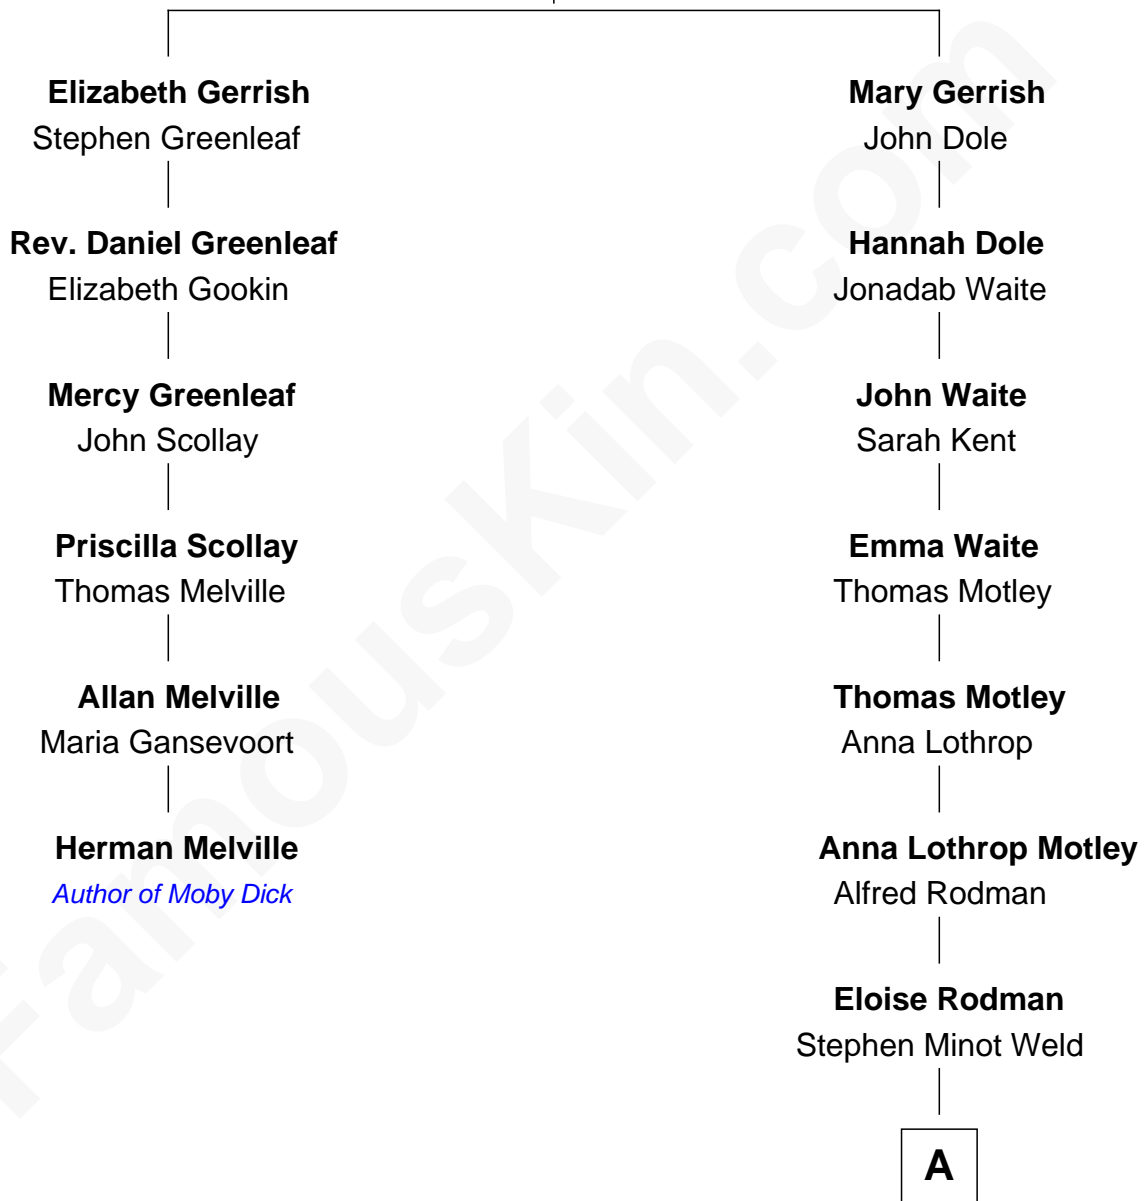 Elizabeth Gerrish
Stephen Greenleaf
Rev. Daniel Greenleaf
Elizabeth Gookin
Mercy Greenleaf
John Scollay
Priscilla Scollay
Thomas Melville
Allan Melville
Maria Gansevoort
Herman Melville
Author of Moby Dick
Mary Gerrish
John Dole
Hannah Dole
Jonadab Waite
John Waite
Sarah Kent
Emma Waite
Thomas Motley
Thomas Motley
Anna Lothrop
Anna Lothrop Motley
Alfred Rodman
Eloise Rodman
Stephen Minot Weld
A
FamousKin.com